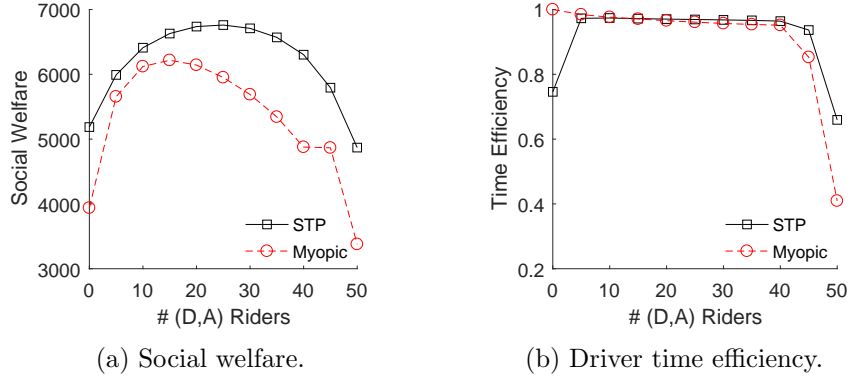 7000
6000
5000
4000
3000
Social Welfare
STP
Myopic
0 10 20 30 40 50
# (D,A) Riders
(a) Social welfare.
1
0.8
0.6
0.4
0.2
Time Efficiency
STP
Myopic
0 10 20 30 40 50
# (D,A) Riders
(b) Driver time efficiency.